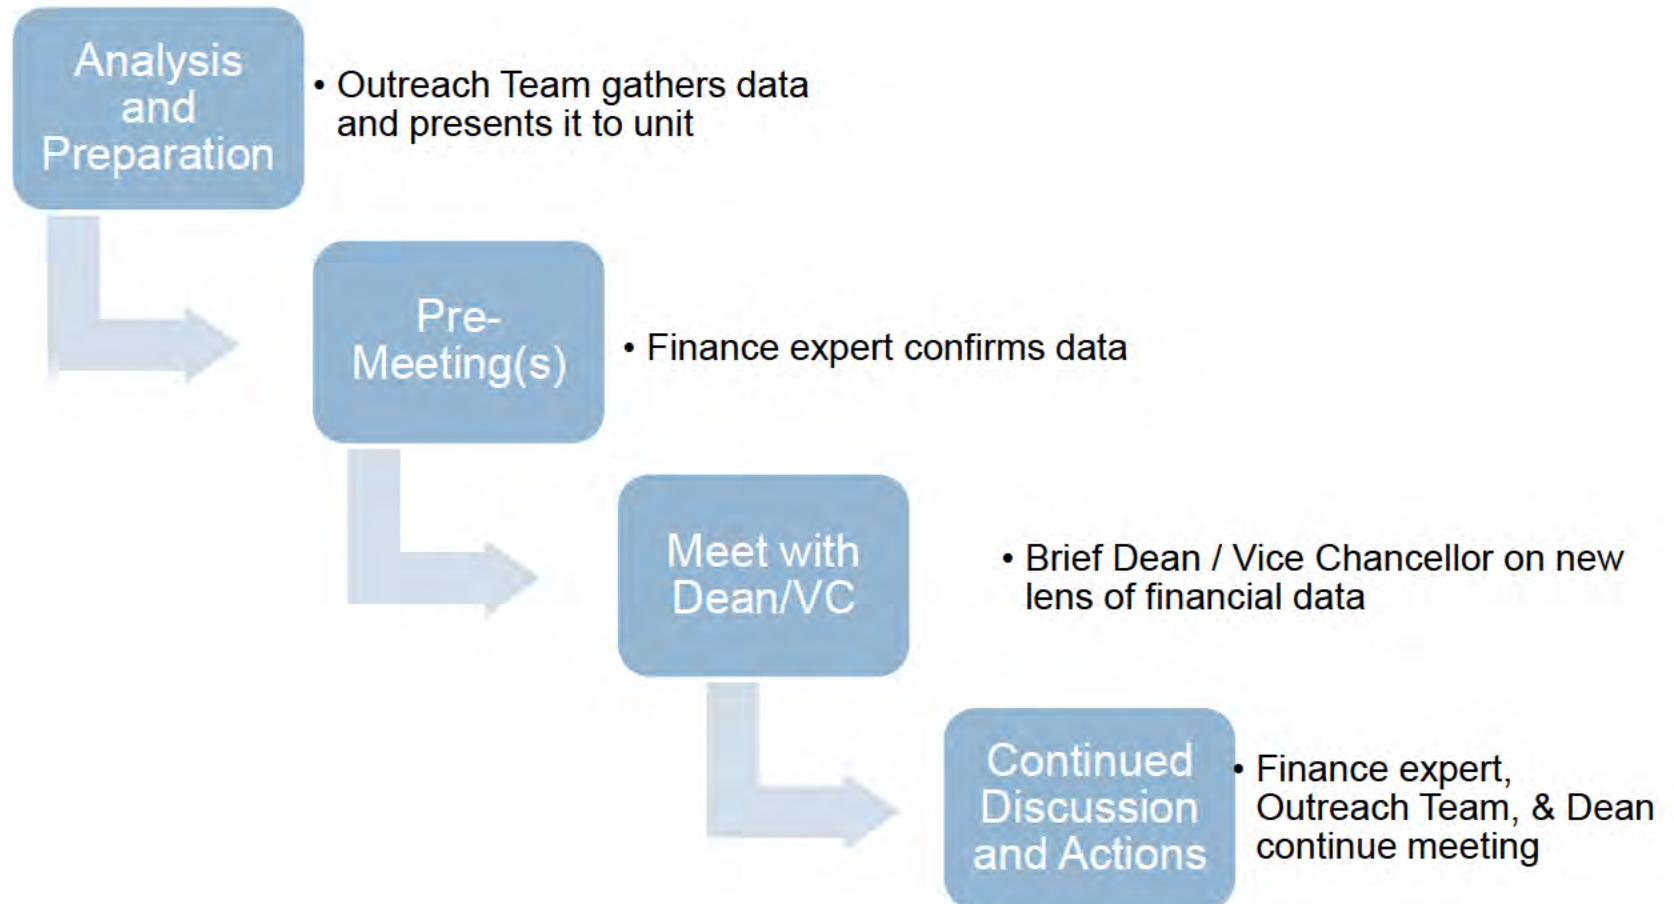 Analysis
and
Preparation
• Outreach Team gathers data
and presents it to unit
Pre-
Meeting(s)
• Finance expert confirms data
Meet with
Dean/VC
• Brief Dean / Vice Chancellor on new
lens of financial data
Continued
Discussion
and Actions
• Finance expert,
Outreach Team, & Dean
continue meeting